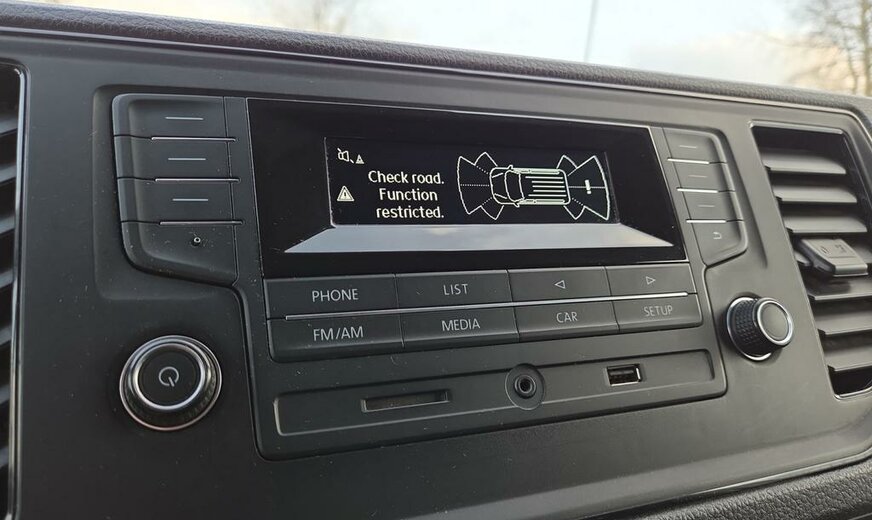 Check road.
Function
restricted.
PHONE
LIST
FM/AM
MEDIA
CAR
SETUP